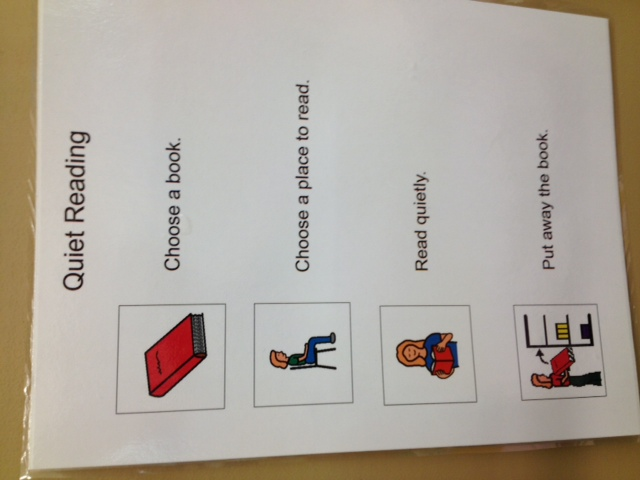 Quiet Reading
Choose a book.
Choose a place to read.
Read quietly.
Put away the book.